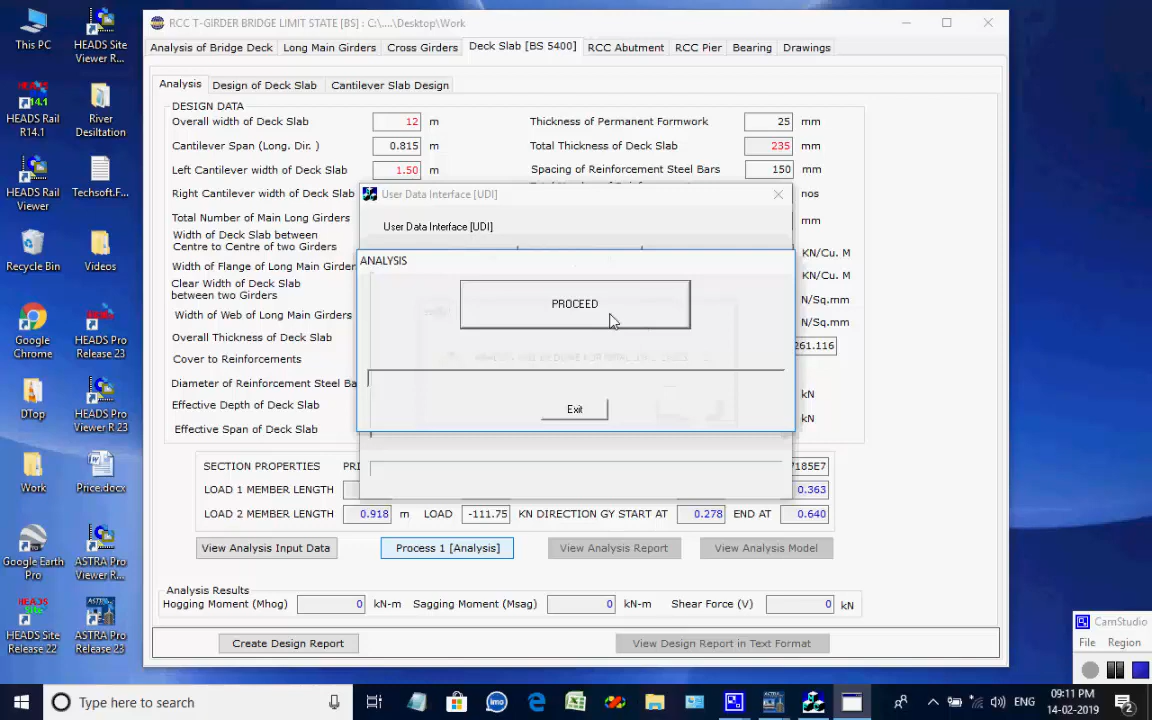 This PC
HEADS Site
Viewer R...
HEADS Rail
R14.1
River
Desiltation
HEADS Rail
Viewer
Techsoft.F...
Recycle Bin
Videos
Google
Chrome
HEADS Pro
Release 23
DTop
HEADS Pro
Viewer R 23
Work
Price.docx
Google Earth
Pro
ASTRA Pro
Viewer R...
HEADS Site
Release 22
ASTRA Pro
Release 23
RCC T-GIRDER BRIDGE LIMIT STATE [BS] : C:\....\Desktop\Work
Analysis of Bridge Deck Long Main Girders Cross Girders Deck Slab [BS 5400] RCC Abutment RCC Pier Bearing Drawings
Analysis Design of Deck Slab Cantilever Slab Design
DESIGN DATA
Overall width of Deck Slab 12 m Thickness of Permanent Formwork 25 mm
Cantilever Span (Long. Dir. ) 0.815 m Total Thickness of Deck Slab 235 mm
Left Cantilever width of Deck Slab 1.50 m Spacing of Reinforcement Steel Bars 150 mm
Right Cantilever width of Deck Slab nos
Total Number of Main Long Girders mm
Width of Deck Slab between
Centre to Centre of two Girders KN/Cu. M
Width of Flange of Long Main Girder KN/Cu. M
Clear Width of Deck Slab
between two Girders N/Sq.mm
Width of Web of Long Main Girders N/Sq.mm
Overall Thickness of Deck Slab 261.116
Cover to Reinforcements
Diameter of Reinforcement Steel Ba kN
Effective Depth of Deck Slab
Effective Span of Deck Slab kN
User Data Interface [UDI]
User Data Interface [UDI]
ANALYSIS
PROCEED
Exit
SECTION PROPERTIES PRI 7185E7
LOAD 1 MEMBER LENGTH 0.363
LOAD 2 MEMBER LENGTH 0.918 m LOAD -111.75 KN DIRECTION GY START AT 0.278 END AT 0.640
View Analysis Input Data Process 1 [Analysis] View Analysis Report View Analysis Model
Analysis Results
Hogging Moment (Mhog) 0 kN-m Sagging Moment (Msag) 0 kN-m Shear Force (V) 0 kN
Create Design Report View Design Report in Text Format
CamStudio
File Region
Type here to search
ENG
09:11 PM
14-02-2019
2